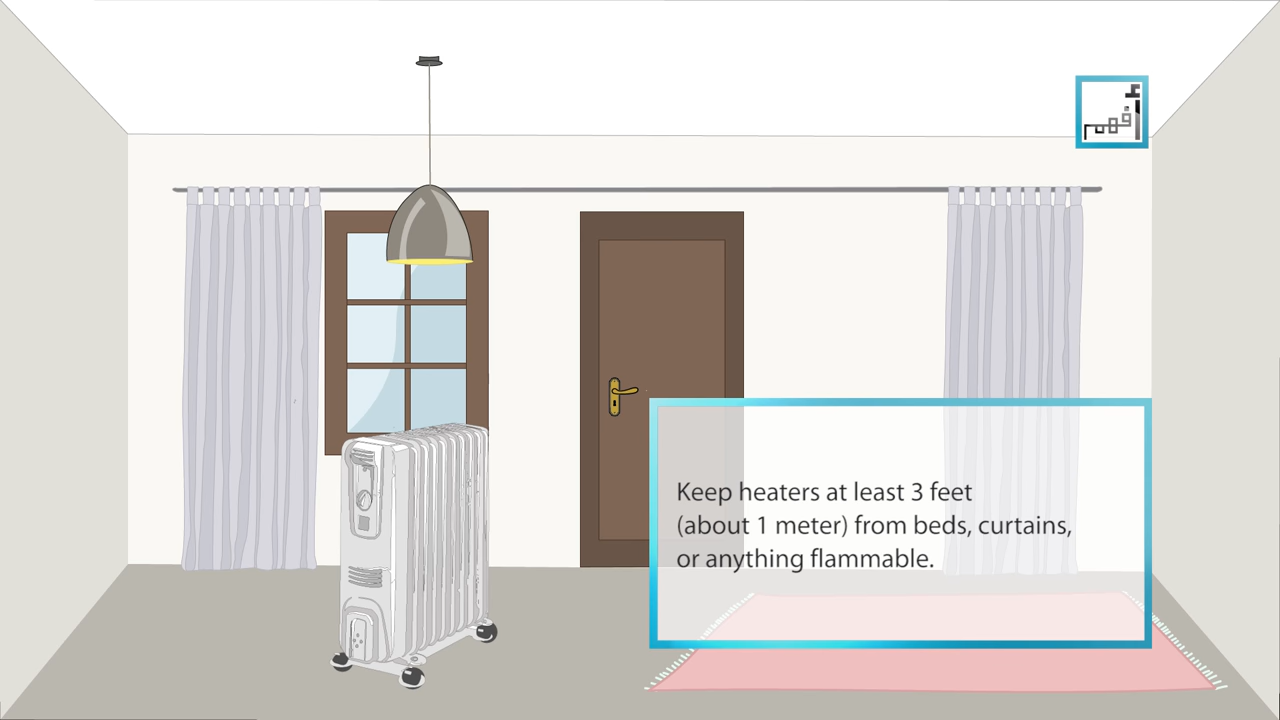 Keep heaters at least 3 feet
(about 1 meter) from beds, curtains,
or anything flammable.